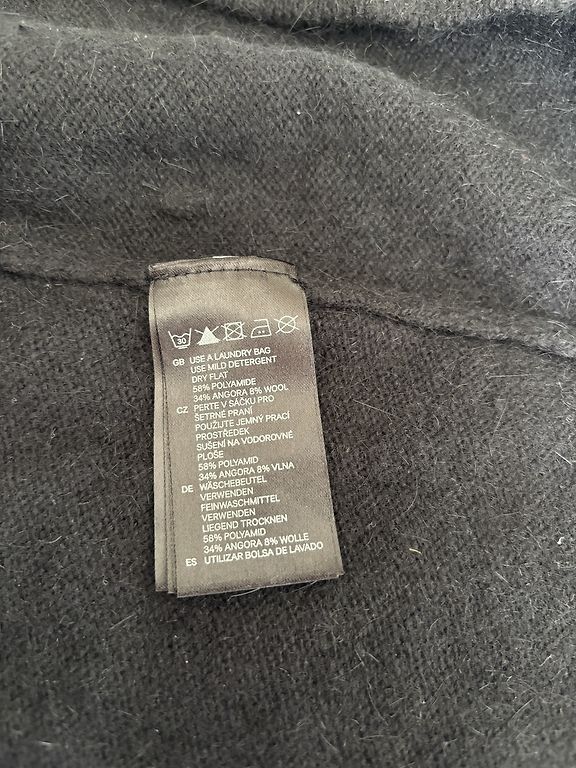 30
GB USE A LAUNDRY BAG
USE MILD DETERGENT
DRY FLAT
58% POLYAMIDE
34% ANGORA 8% WOOL
CZ PERTE V SÁČKU PRO
ŠETRNÉ PRANÍ
POUŽIJTE JEMNÝ PRACÍ
PROSTŘEDEK
SUŠENÍ NA VODOROVNÉ
PLOŠE
58% POLYAMID
34% ANGORA 8% VLNA
DE WÄSCHEBEUTEL
VERWENDEN
FEINWASCHMITTEL
VERWENDEN
LIEGEND TROCKNEN
58% POLYAMID
34% ANGORA 8% WOLLE
ES UTILIZAR BOLSA DE LAVADO